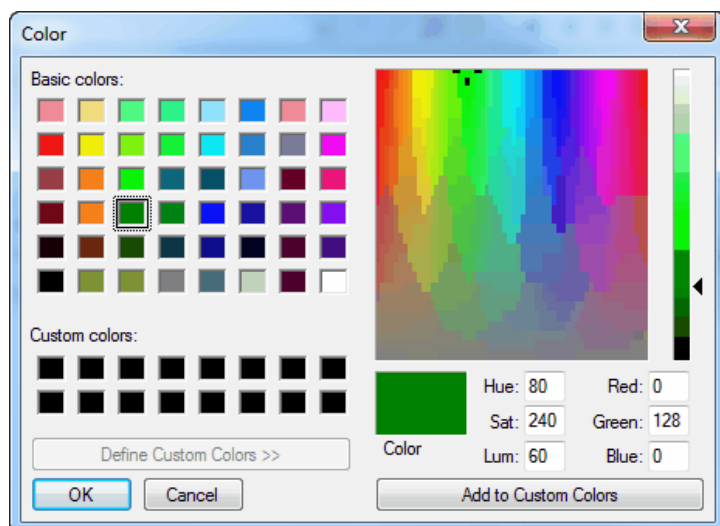 Color
Basic colors:
Custom colors:
Define Custom Colors >>
OK Cancel
Color
Hue: 80 Red: 0
Sat: 240 Green: 128
Lum: 60 Blue: 0
Add to Custom Colors